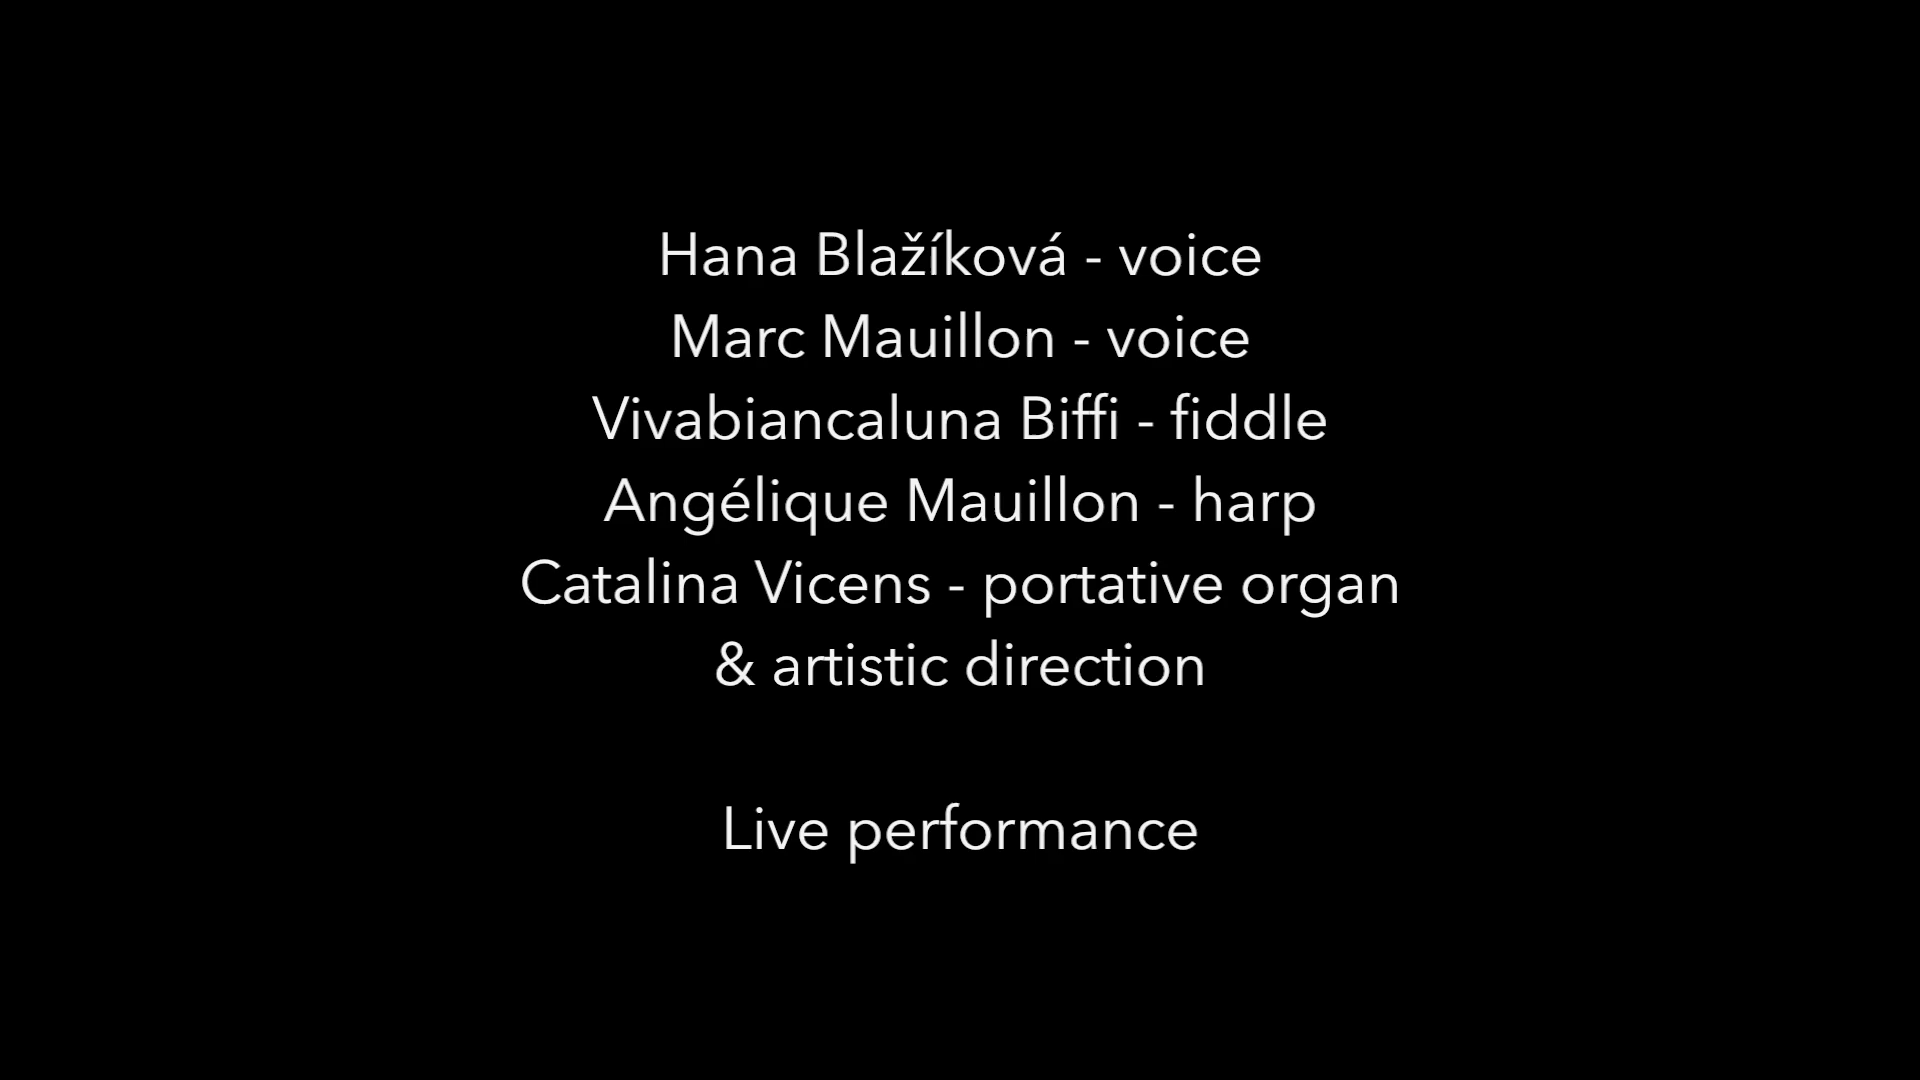 Hana Blažíková - voice
Marc Mauillon - voice
Vivabiancaluna Biffi - fiddle
Angélique Mauillon - harp
Catalina Vicens - portative organ
& artistic direction
Live performance